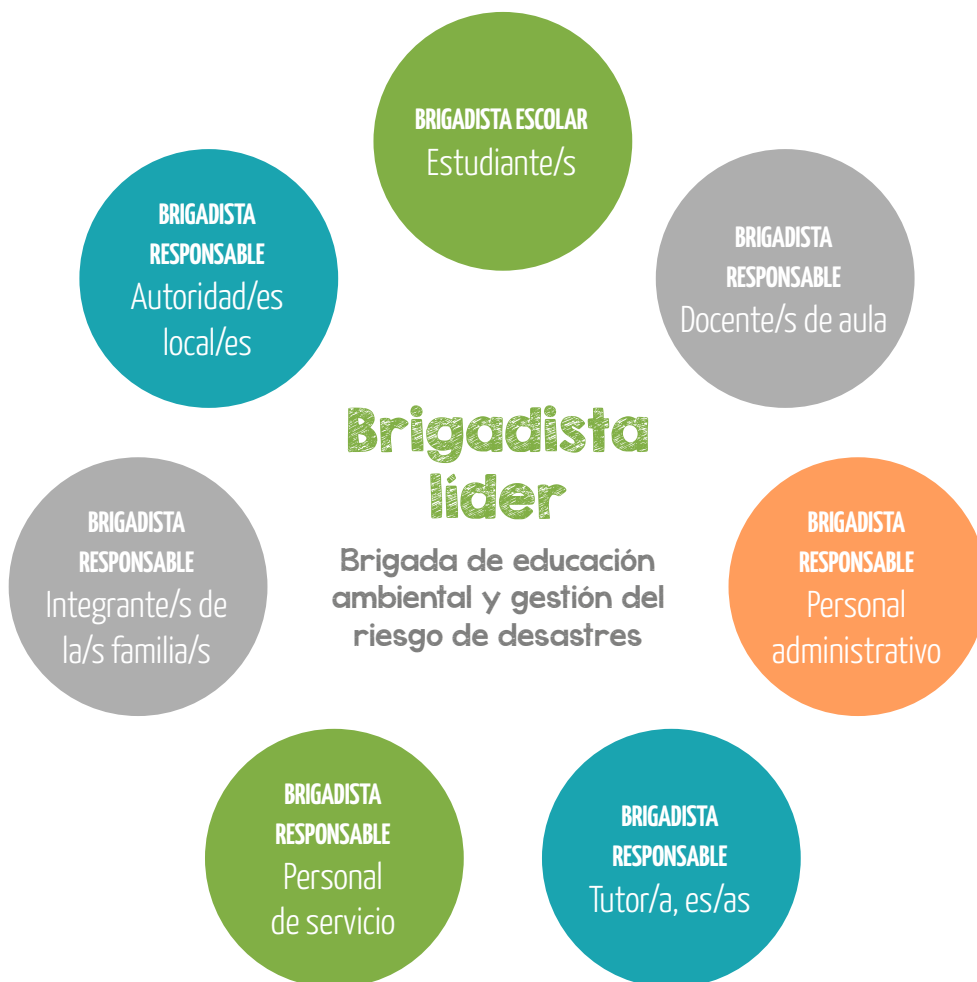 BRIGADISTA ESCOLAR
Estudiante/s
BRIGADISTA
RESPONSABLE
Autoridad/es
local/es
BRIGADISTA
RESPONSABLE
Docente/s de aula
Brigadista
líder
Brigada de educación
ambiental y gestión del
riesgo de desastres
BRIGADISTA
RESPONSABLE
Integrante/s de
la/s familia/s
BRIGADISTA
RESPONSABLE
Personal
administrativo
BRIGADISTA
RESPONSABLE
Personal
de servicio
BRIGADISTA
RESPONSABLE
Tutor/a, es/as